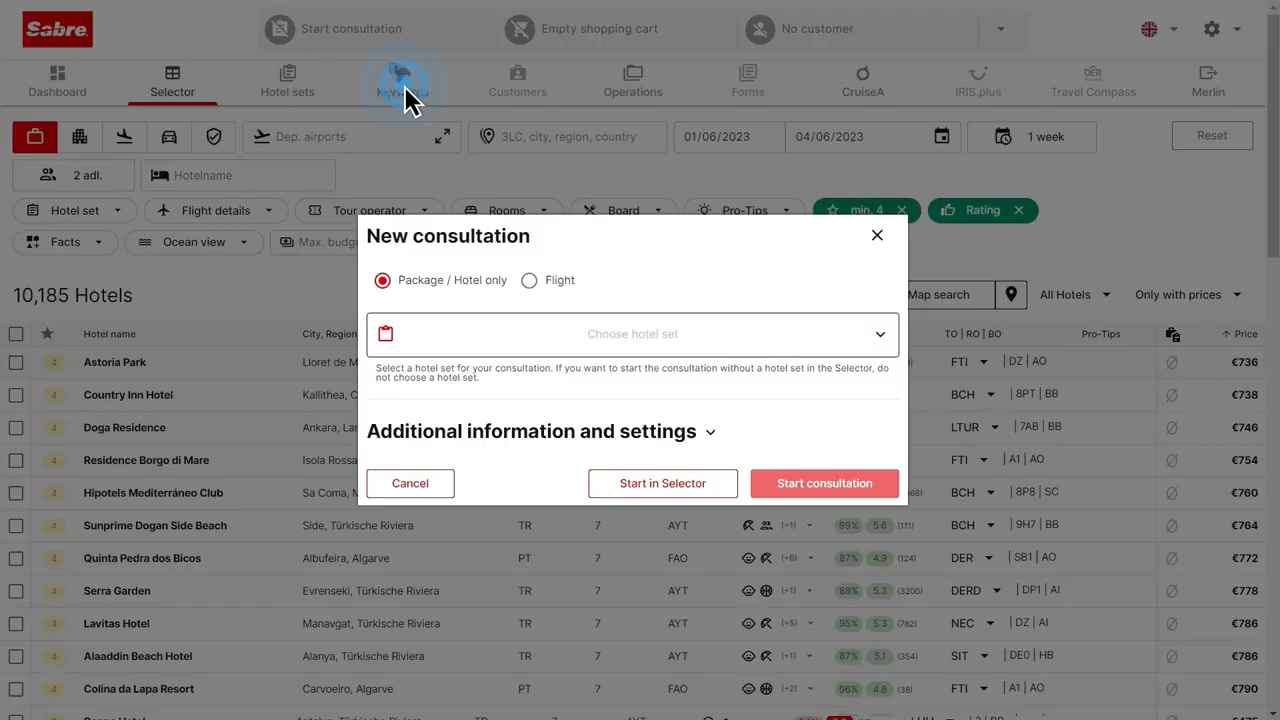 Sabre.
Start consultation
Empty shopping cart
No customer
Dashboard
Selector
Hotel sets
Customers
Operations
Forms
CruiseA
IRIS.plus
DER
Travel Compass
Merlin
Dep. airports
3LC, city, region, country
01/06/2023
04/06/2023
1 week
Reset
2 adl.
Hotelname
Hotel set
Flight details
Tour operator
Rooms
Board
Pro-Tips
min. 4
Rating
Facts
Ocean view
Max. budg
10,185 Hotels
Map search
All Hotels
Only with prices
Hotel name
City, Region
TO | RO | BO
Pro-Tips
Price
4 Astoria Park Lloret de M FTI | DZ | AO €736
4 Country Inn Hotel Kallithea, C BCH | 8PT | BB €738
4 Doga Residence Ankara, Lar LTUR | 7AB | BB €746
4 Residence Borgo di Mare Isola Rossa FTI | A1 | AO €754
4 Hipotels Mediterráneo Club Sa Coma, M 68) BCH | 8P8 | SC €760
4 Sunprime Dogan Side Beach Side, Türkische Riviera TR 7 AYT (+1) 99% 5.6 (111) BCH | 9H7 | BB €764
4 Quinta Pedra dos Bicos Albufeira, Algarve PT 7 FAO (+6) 87% 4.9 (124) DER | SB1 | AO €772
4 Serra Garden Evrenseki, Türkische Riviera TR 7 AYT (+1) 88% 5.3 (3200) DERD | DP1 | AI €778
4 Lavitas Hotel Manavgat, Türkische Riviera TR 7 AYT (+5) 95% 5.3 (782) NEC | DZ | AI €786
4 Alaaddin Beach Hotel Alanya, Türkische Riviera TR 7 AYT (+1) 87% 5.1 (354) SIT | DE0 | HB €786
4 Colina da Lapa Resort Carvoeiro, Algarve PT 7 FAO (+2) 96% 4.8 (38) FTI | A1 | AO €790
New consultation
Package / Hotel only
Flight
Choose hotel set
Select a hotel set for your consultation. If you want to start the consultation without a hotel set in the Selector, do
not choose a hotel set.
Additional information and settings
Cancel
Start in Selector
Start consultation